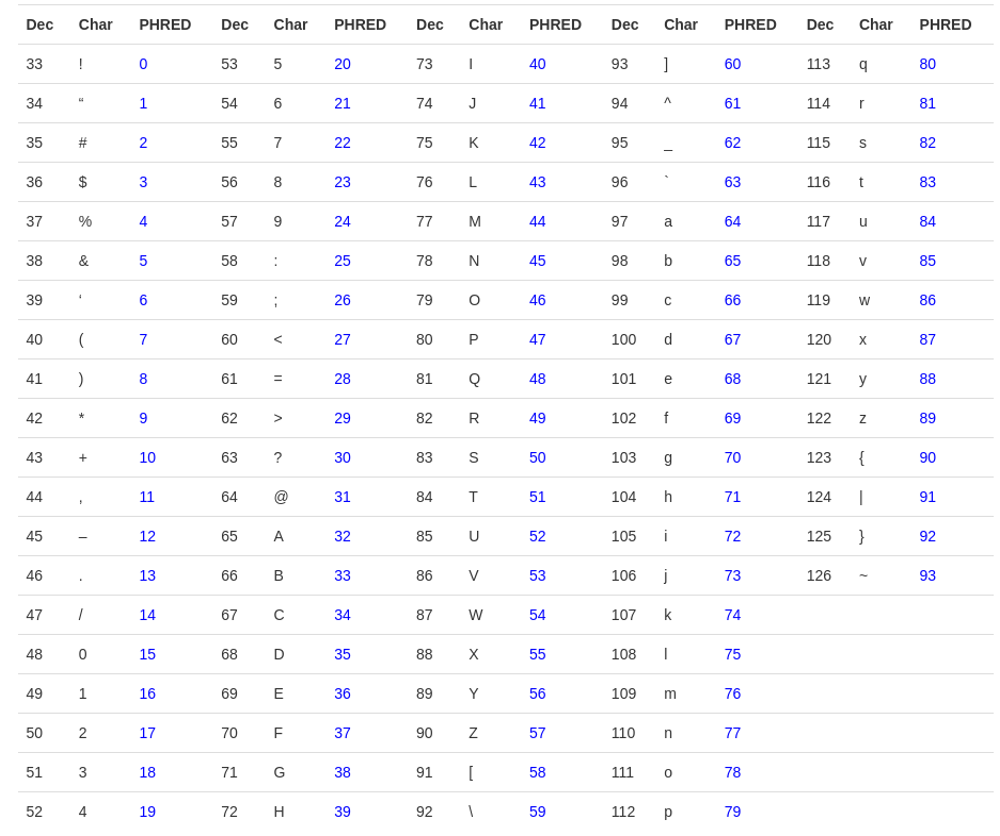 Dec Char PHRED Dec Char PHRED Dec Char PHRED Dec Char PHRED Dec Char PHRED
33 ! 0 53 5 20 73 I 40 93 ] 60 113 q 80
34 “ 1 54 6 21 74 J 41 94 ^ 61 114 r 81
35 # 2 55 7 22 75 K 42 95 _ 62 115 s 82
36 $ 3 56 8 23 76 L 43 96 ` 63 116 t 83
37 % 4 57 9 24 77 M 44 97 a 64 117 u 84
38 & 5 58 : 25 78 N 45 98 b 65 118 v 85
39 ‘ 6 59 ; 26 79 O 46 99 c 66 119 w 86
40 ( 7 60 < 27 80 P 47 100 d 67 120 x 87
41 ) 8 61 = 28 81 Q 48 101 e 68 121 y 88
42 * 9 62 > 29 82 R 49 102 f 69 122 z 89
43 + 10 63 ? 30 83 S 50 103 g 70 123 { 90
44 , 11 64 @ 31 84 T 51 104 h 71 124 | 91
45 – 12 65 A 32 85 U 52 105 i 72 125 } 92
46 . 13 66 B 33 86 V 53 106 j 73 126 ~ 93
47 / 14 67 C 34 87 W 54 107 k 74
48 0 15 68 D 35 88 X 55 108 l 75
49 1 16 69 E 36 89 Y 56 109 m 76
50 2 17 70 F 37 90 Z 57 110 n 77
51 3 18 71 G 38 91 [ 58 111 o 78
52 4 19 72 H 39 92 \ 59 112 p 79